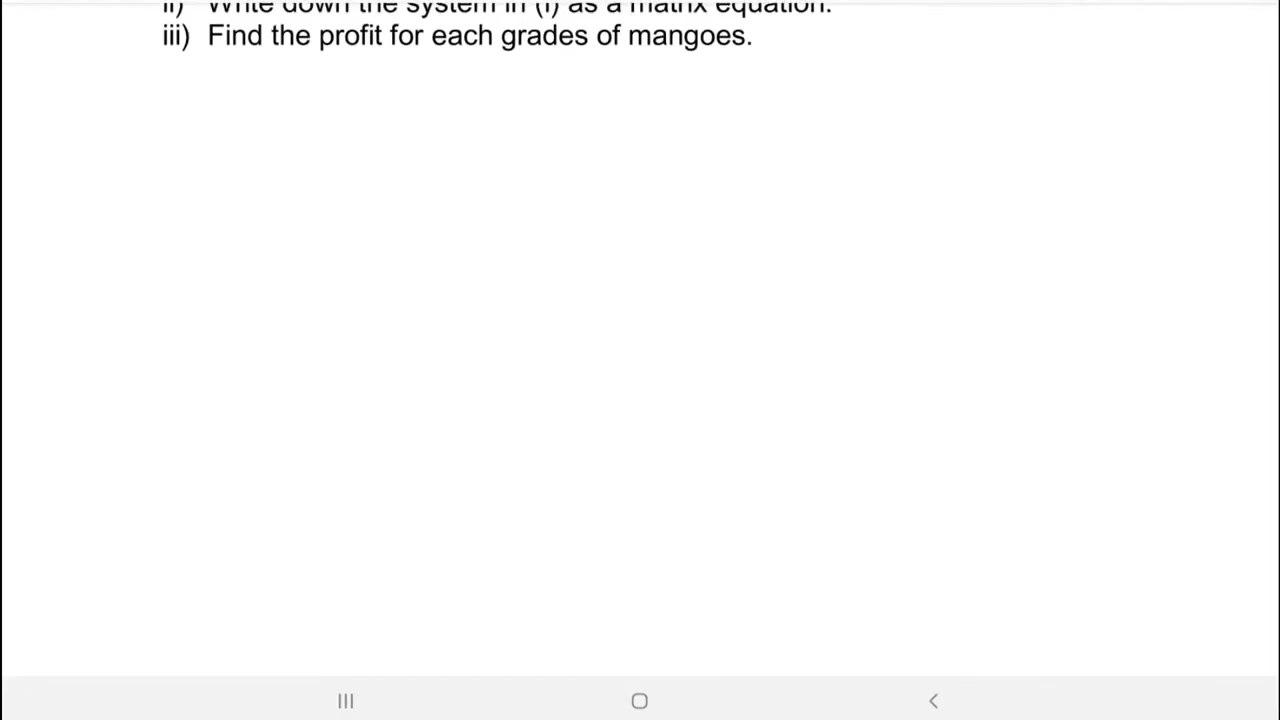 ii) Write down the system in (i) as a matrix equation.
iii) Find the profit for each grades of mangoes.